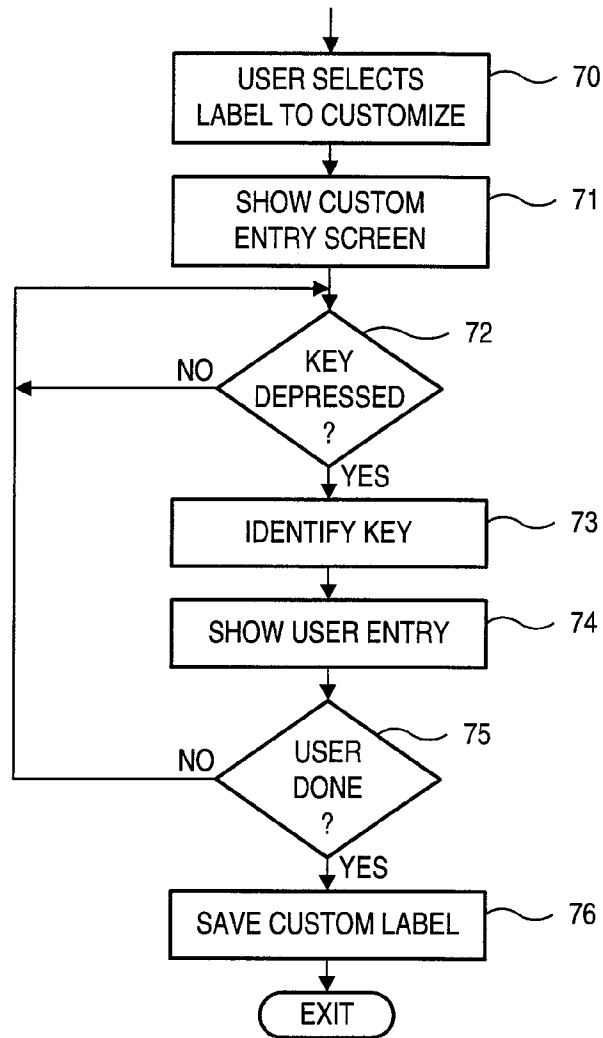 USER SELECTS
LABEL TO CUSTOMIZE
70
SHOW CUSTOM
ENTRY SCREEN
71
72
KEY
DEPRESSED
?
NO
YES
IDENTIFY KEY
73
SHOW USER ENTRY
74
75
USER
DONE
?
NO
YES
SAVE CUSTOM LABEL
76
EXIT